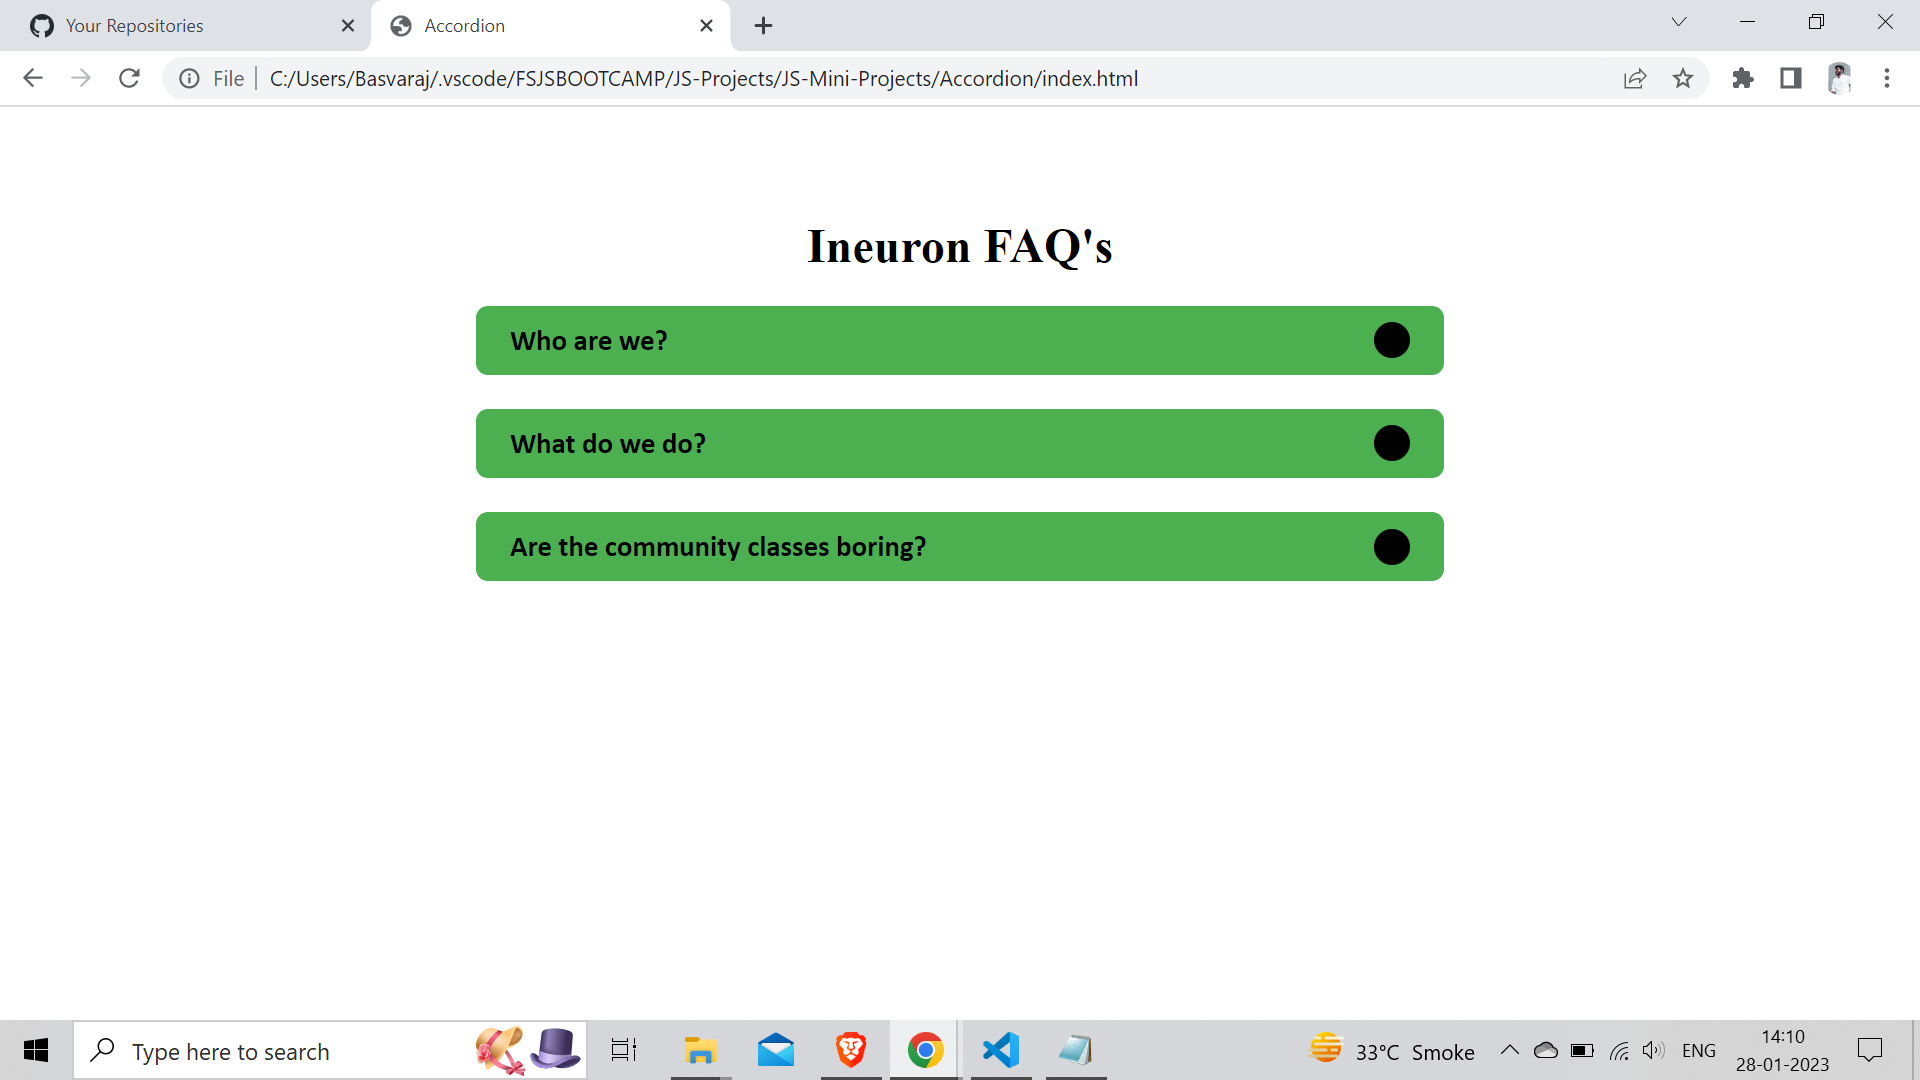 Your Repositories
Accordion
File
C:/Users/Basvaraj/.vscode/FSJSBOOTCAMP/JS-Projects/JS-Mini-Projects/Accordion/index.html
Ineuron FAQ's
Who are we?
What do we do?
Are the community classes boring?
Type here to search
33°C Smoke
ENG
14:10
28-01-2023